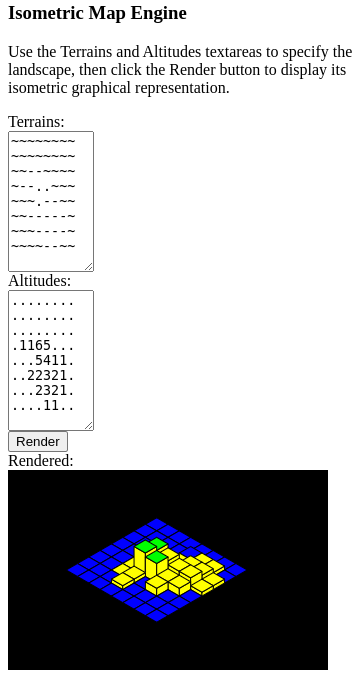 Isometric Map Engine
Use the Terrains and Altitudes textareas to specify the
landscape, then click the Render button to display its
isometric graphical representation.
Terrains:
~~~~~~~~
~~~~~~~~
~~--~~~~
~--..~~~
~~~.--~~
~~-----~
~~~----~
~~~~--~~
Altitudes:
........
........
........
.1165...
...5411.
..22321.
...2321.
....11..
Render
Rendered: